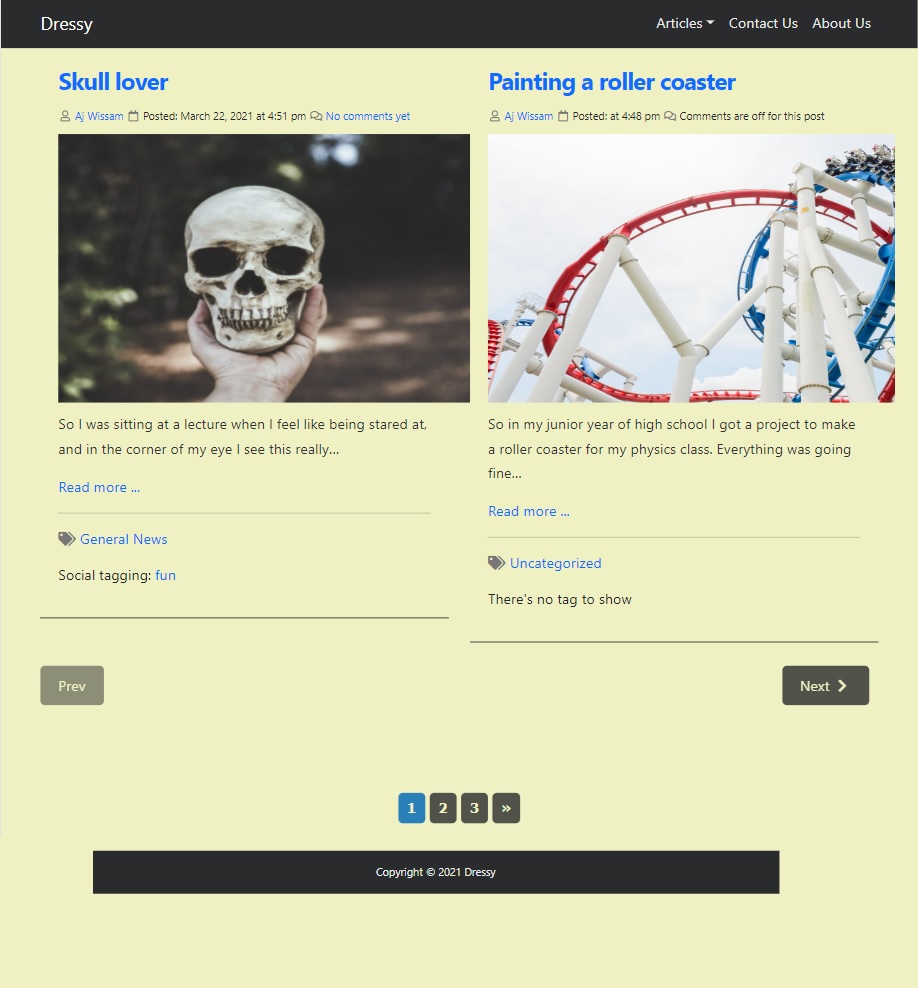 Dressy
Articles Contact Us About Us
Skull lover
Aj Wissam Posted: March 22, 2021 at 4:51 pm No comments yet
So I was sitting at a lecture when I feel like being stared at,
and in the corner of my eye I see this really...
Read more ...
General News
Social tagging: fun
Painting a roller coaster
Aj Wissam Posted: at 4:48 pm Comments are off for this post
So in my junior year of high school I got a project to make
a roller coaster for my physics class. Everything was going
fine...
Read more ...
Uncategorized
There's no tag to show
Prev
Next
1 2 3 »
Copyright © 2021 Dressy